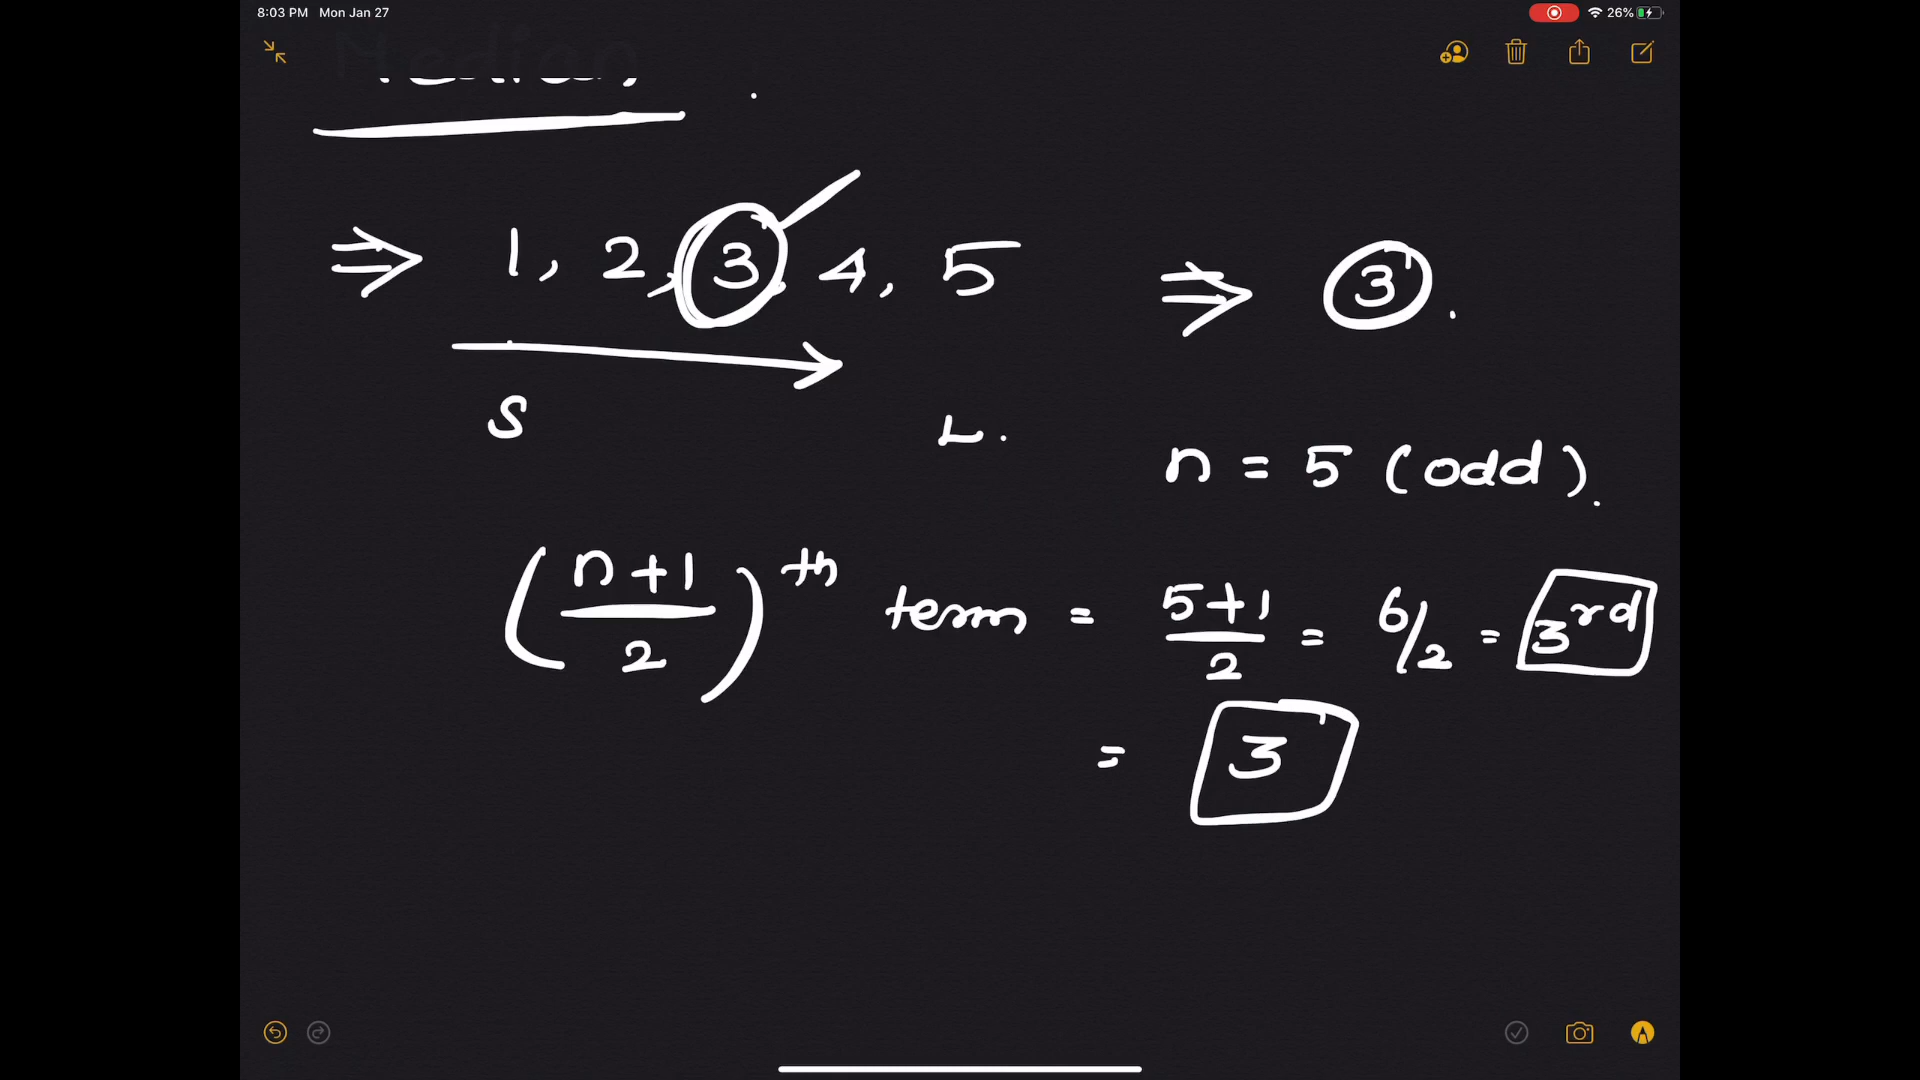 8:03 PM Mon Jan 27
26%
Median
⇒ 1, 2, 3, 4, 5 ⇒ 3.
S L.
n = 5 (odd).
(n+1/2)th term = 5+1/2 = 6/2 = 3rd
= 3